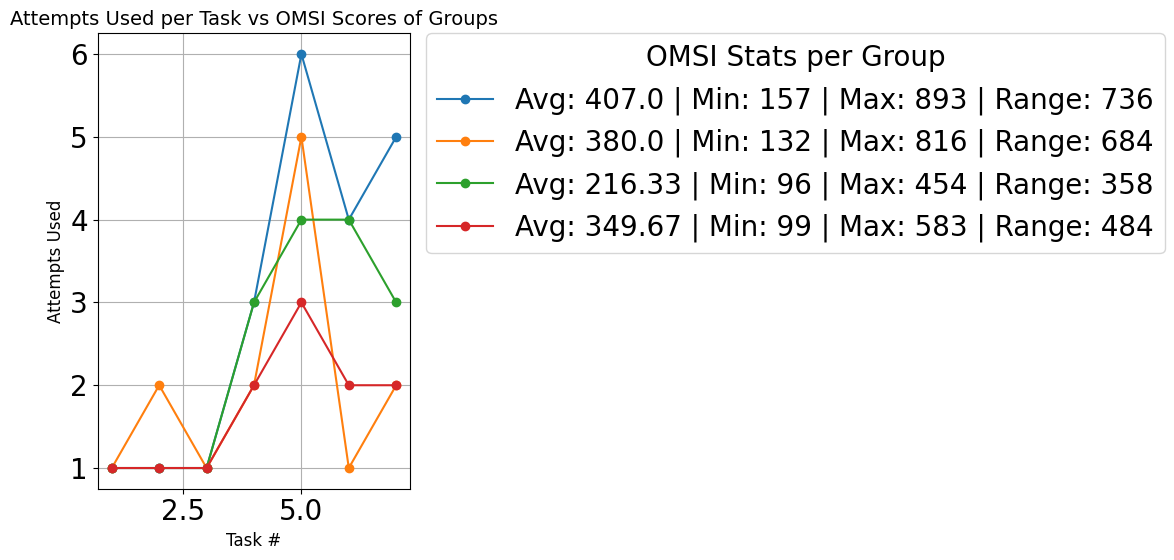 Attempts Used per Task vs OMSI Scores of Groups
6
5
4
3
2
1
Attempts Used
2.5 5.0
Task #
OMSI Stats per Group
Avg: 407.0 | Min: 157 | Max: 893 | Range: 736
Avg: 380.0 | Min: 132 | Max: 816 | Range: 684
Avg: 216.33 | Min: 96 | Max: 454 | Range: 358
Avg: 349.67 | Min: 99 | Max: 583 | Range: 484